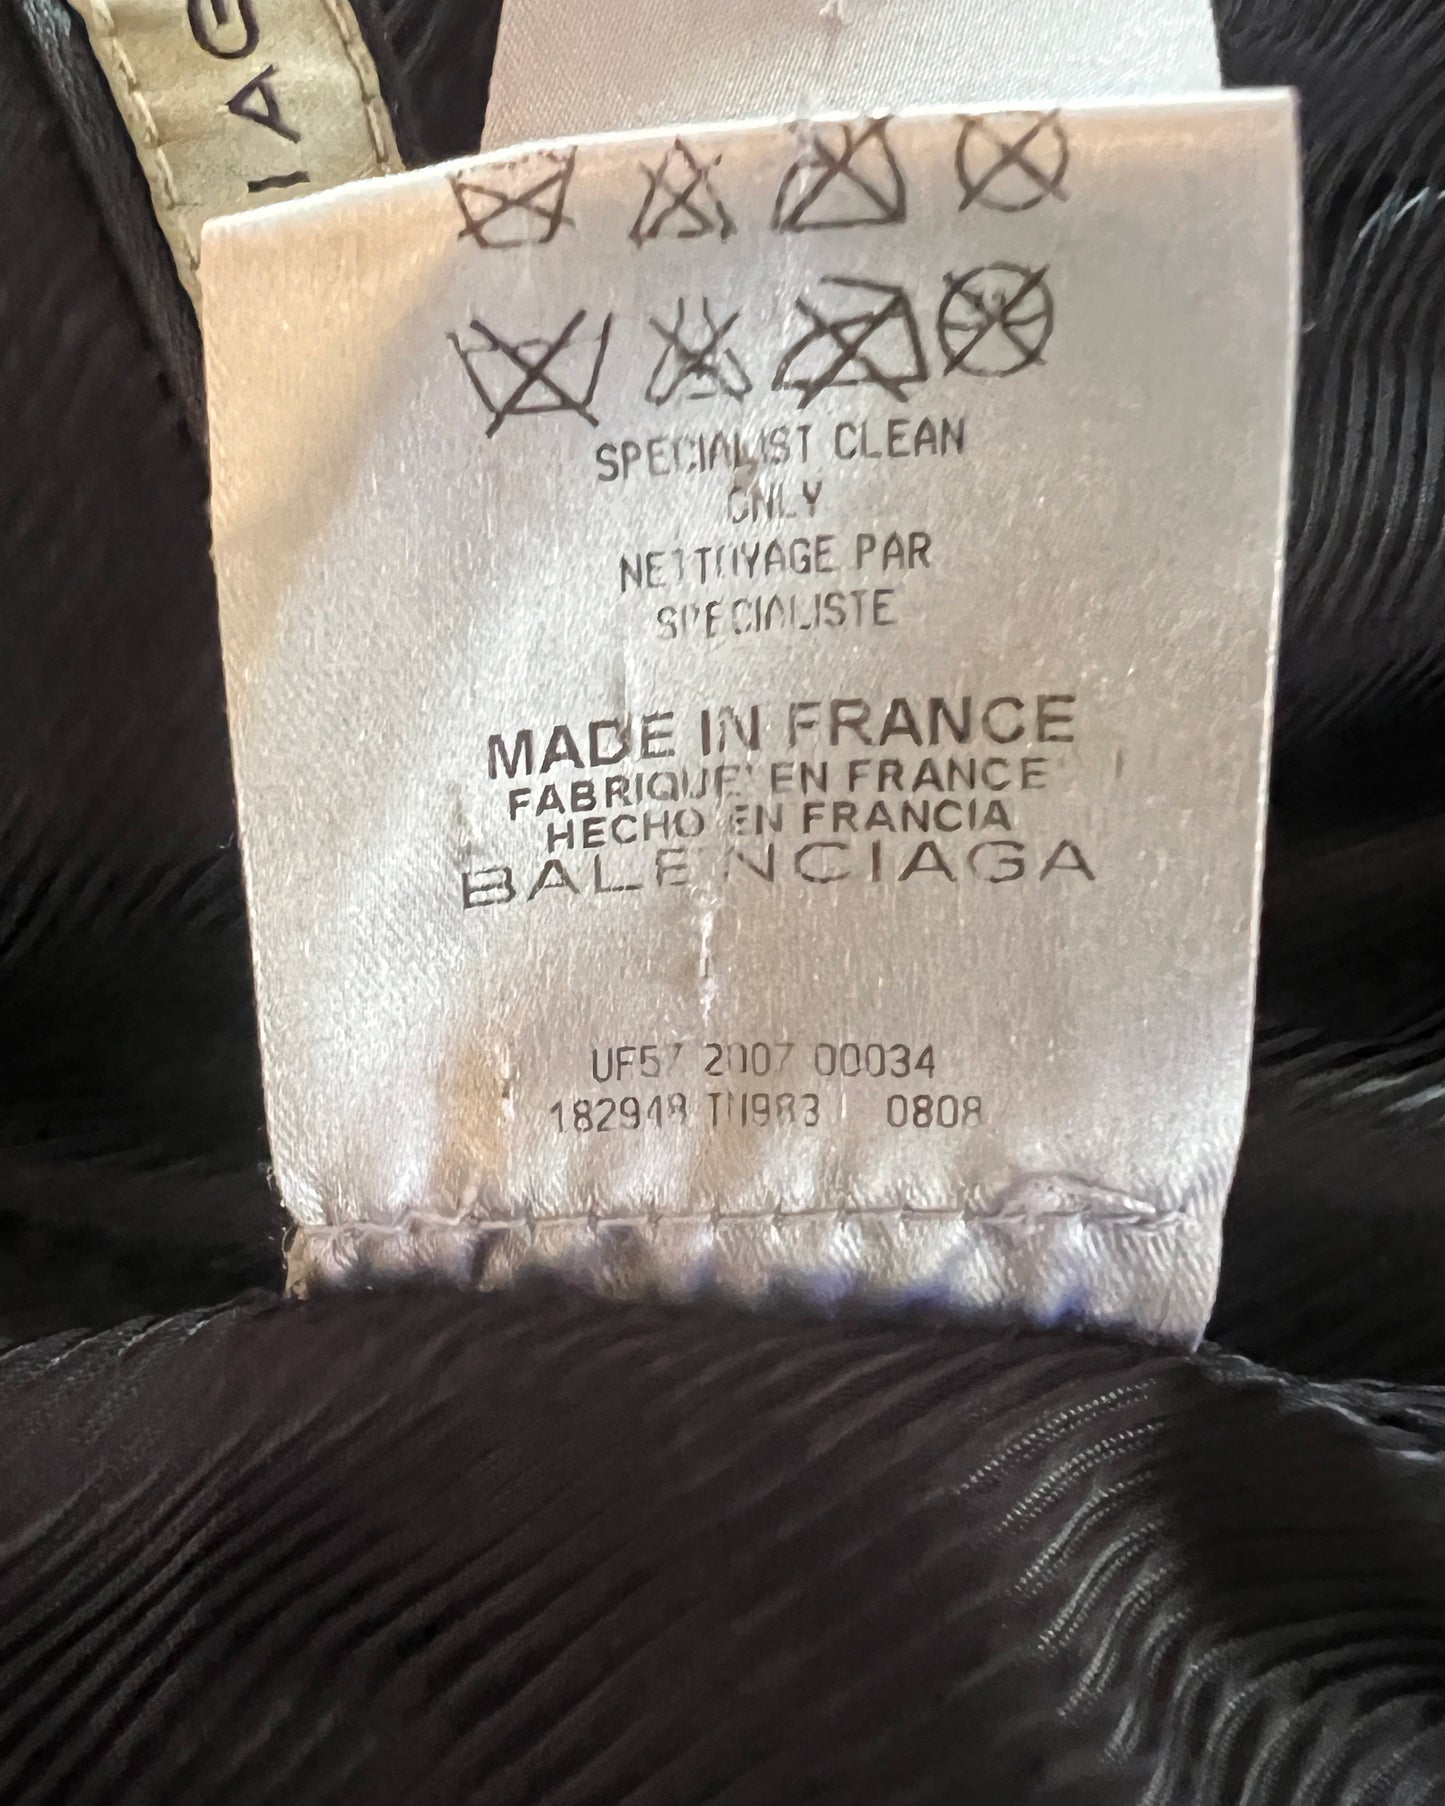 IAG
SPECIALIST CLEAN
ONLY
NETTOYAGE PAR
SPECIALISTE
MADE IN FRANCE
FABRIQUE EN FRANCE
HECHO EN FRANCIA
BALENCIAGA
UF57 2007 00034
182948 0808